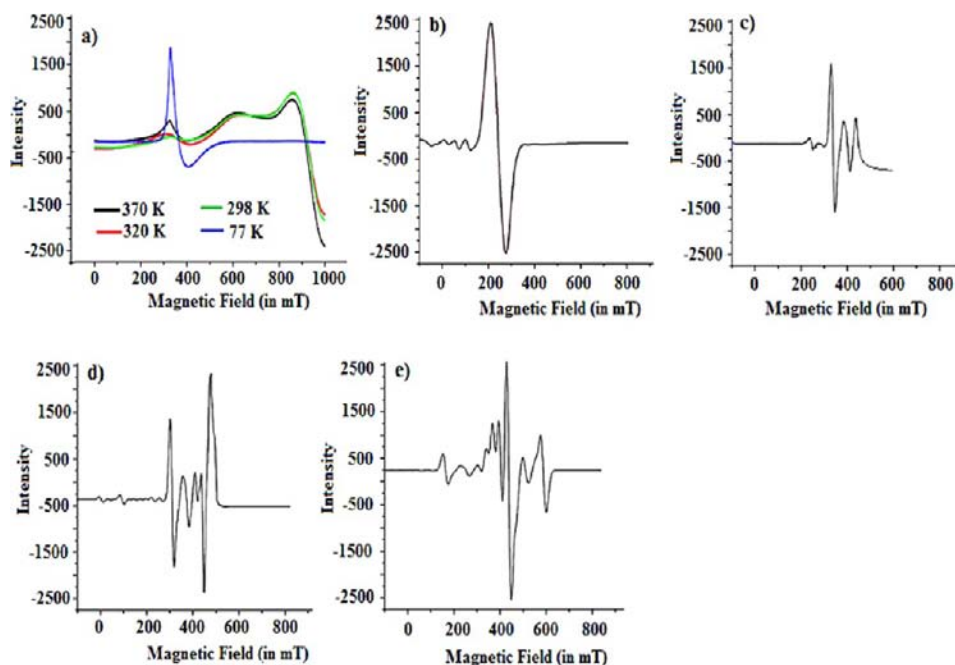 a)
2500
1500
500
-500
-1500
-2500
Intensity
370 K
298 K
320 K
77 K
0 200 400 600 800 1000
Magnetic Field (in mT)
b)
2500
1500
500
-500
-1500
-2500
Intensity
0 200 400 600 800
Magnetic Field (in mT)
c)
2500
1500
500
-500
-1500
-2500
Intensity
0 200 400 600 800
Magnetic Field (in mT)
d)
2500
1500
500
-500
-1500
-2500
Intensity
0 200 400 600 800
Magnetic Field (in mT)
e)
2500
1500
500
-500
-1500
-2500
Intensity
0 200 400 600 800
Magnetic Field (in mT)